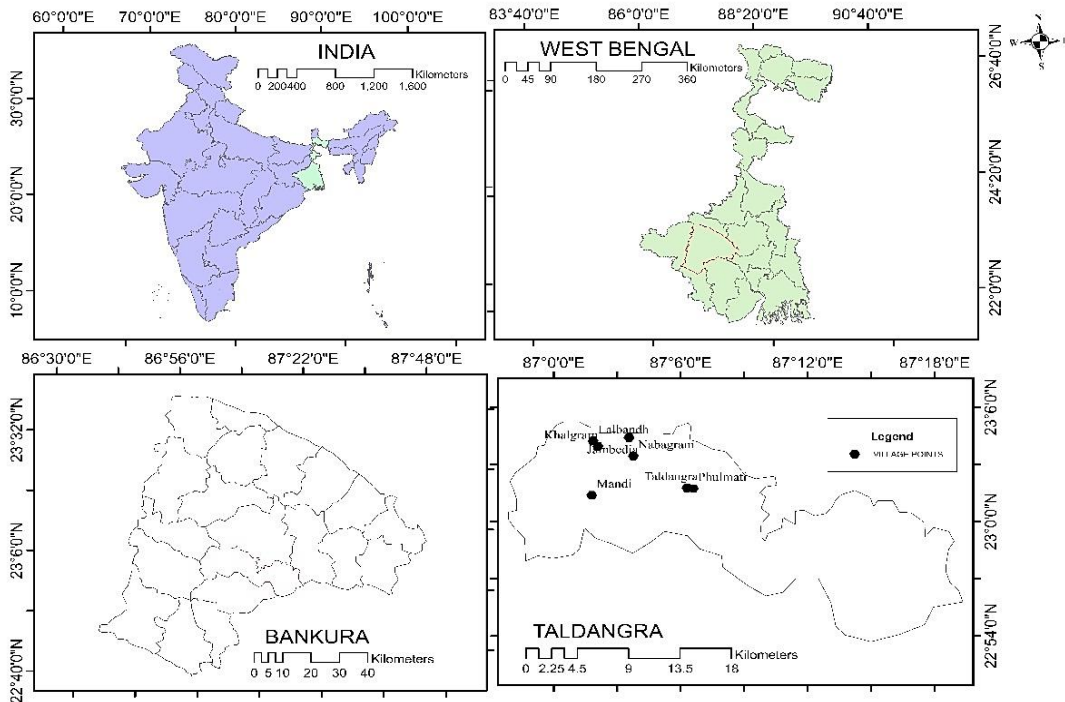 60°0'0"E 70°0'0"E 80°0'0"E 90°0'0"E 100°0'0"E
INDIA
Kilometers
0 200400 800 1,200 1,600
30°0'0"N
20°0'0"N
10°0'0"N
83°40'0"E 86°0'0"E 88°20'0"E 90°40'0"E
WEST BENGAL
Kilometers
0 45 90 180 270 360
26°40'0"N
24°20'0"N
22°0'0"N
N
W E
S
86°30'0"E 86°56'0"E 87°22'0"E 87°48'0"E
23°32'0"N
23°6'0"N
22°40'0"N
BANKURA
Kilometers
0 5 10 20 30 40
87°0'0"E 87°6'0"E 87°12'0"E 87°18'0"E
23°6'0"N
23°0'0"N
22°54'0"N
Legend
VILLAGE POINTS
Lalbandh
Khalgram
Jambedia
Nabagram
Taldangra Phulmati
Mandi
TALDANGRA
Kilometers
0 2.25 4.5 9 13.5 18